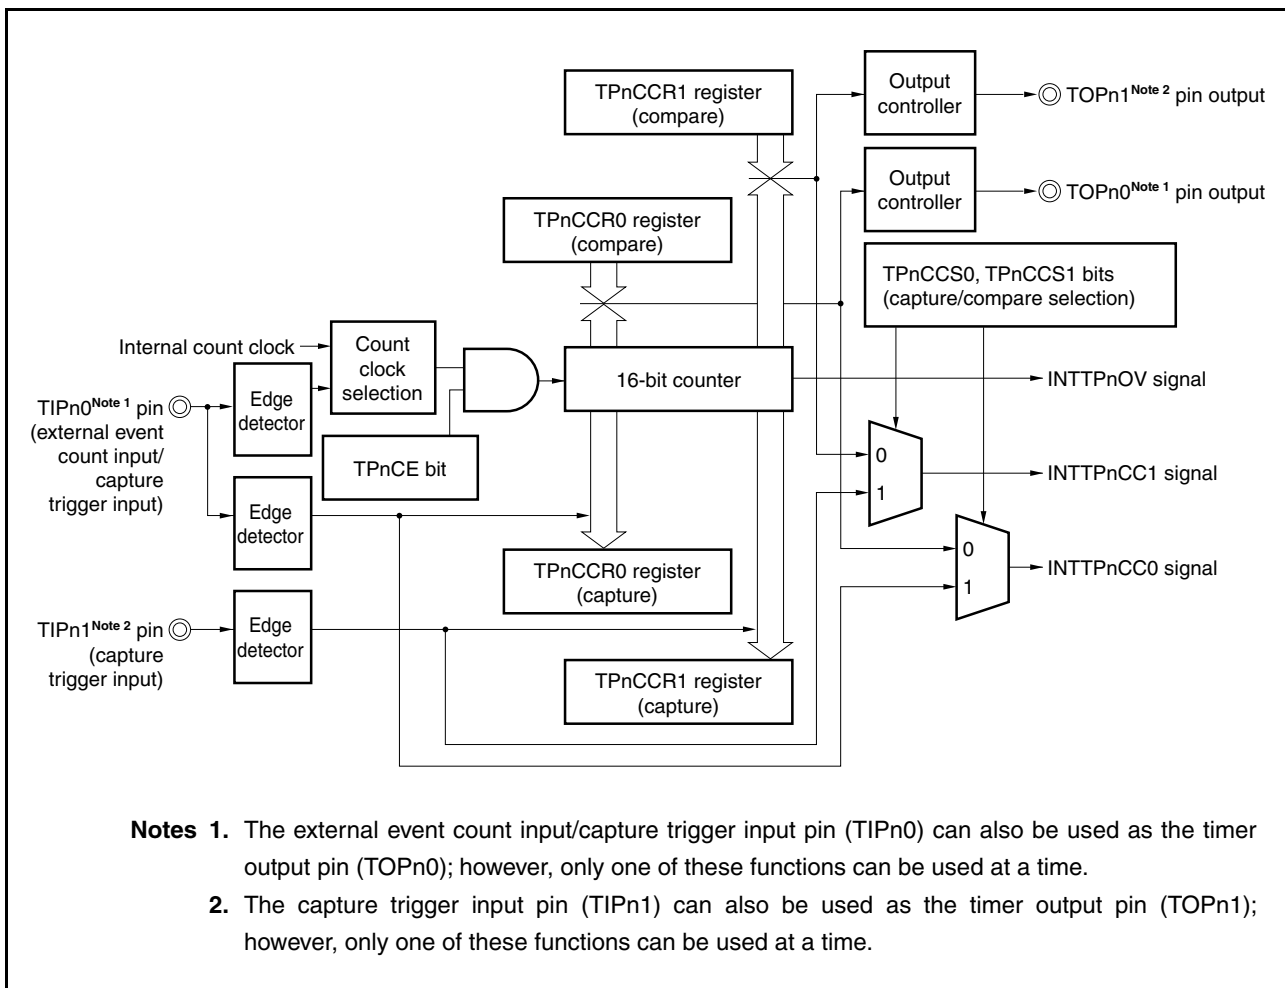 TPnCCR1 register
(compare)
Output
controller
TOPn1Note 2 pin output
Output
controller
TOPn0Note 1 pin output
TPnCCR0 register
(compare)
TPnCCS0, TPnCCS1 bits
(capture/compare selection)
Internal count clock
Count
clock
selection
16-bit counter
INTTPnOV signal
TIPn0Note 1 pin
(external event
count input/
capture
trigger input)
Edge
detector
TPnCE bit
0
1
INTTPnCC1 signal
Edge
detector
0
1
INTTPnCC0 signal
TPnCCR0 register
(capture)
TIPn1Note 2 pin
(capture
trigger input)
Edge
detector
TPnCCR1 register
(capture)
Notes 1. The external event count input/capture trigger input pin (TIPn0) can also be used as the timer
output pin (TOPn0); however, only one of these functions can be used at a time.
2. The capture trigger input pin (TIPn1) can also be used as the timer output pin (TOPn1);
however, only one of these functions can be used at a time.